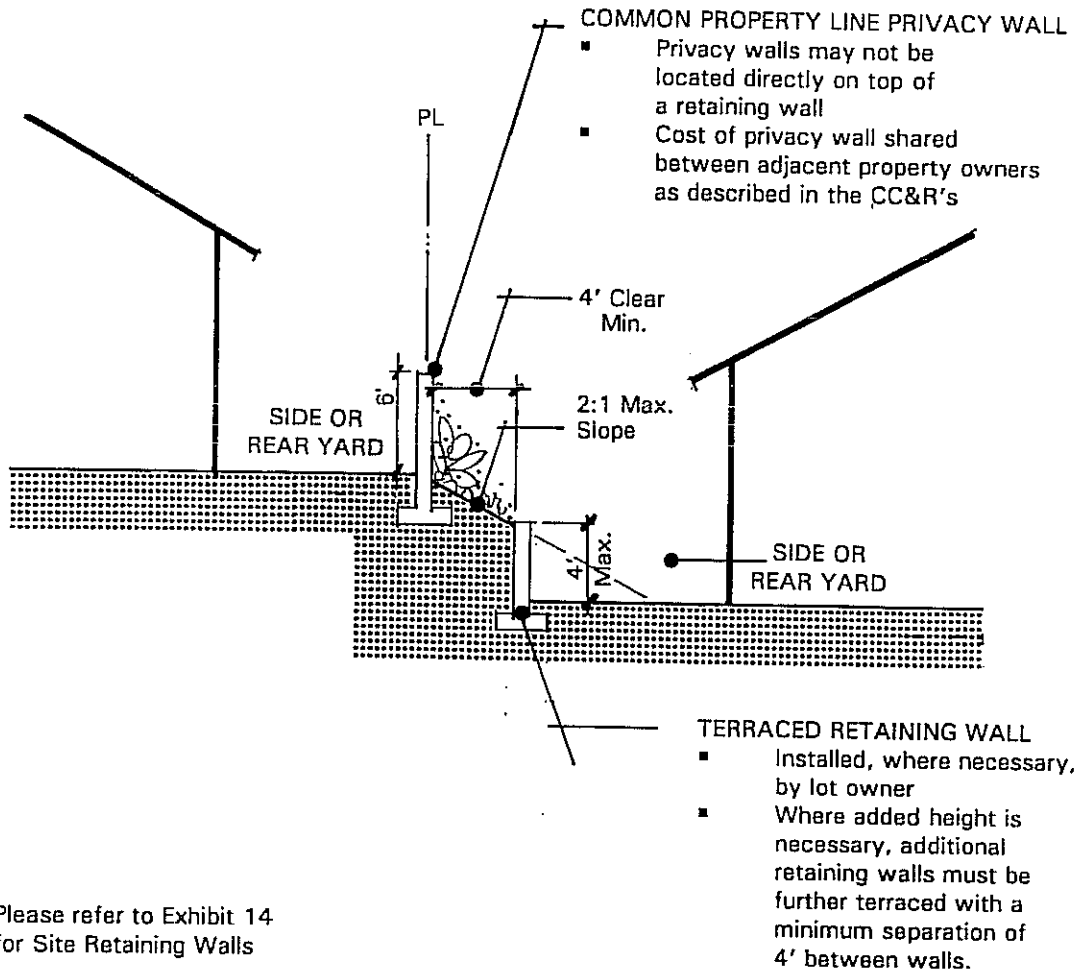 COMMON PROPERTY LINE PRIVACY WALL
▪ Privacy walls may not be
located directly on top of
a retaining wall
▪ Cost of privacy wall shared
between adjacent property owners
as described in the CC&R's
PL
4' Clear
Min.
6'
2:1 Max.
Slope
SIDE OR
REAR YARD
4'
Max.
SIDE OR
REAR YARD
TERRACED RETAINING WALL
▪ Installed, where necessary,
by lot owner
▪ Where added height is
necessary, additional
retaining walls must be
further terraced with a
minimum separation of
4' between walls.
Please refer to Exhibit 14
for Site Retaining Walls